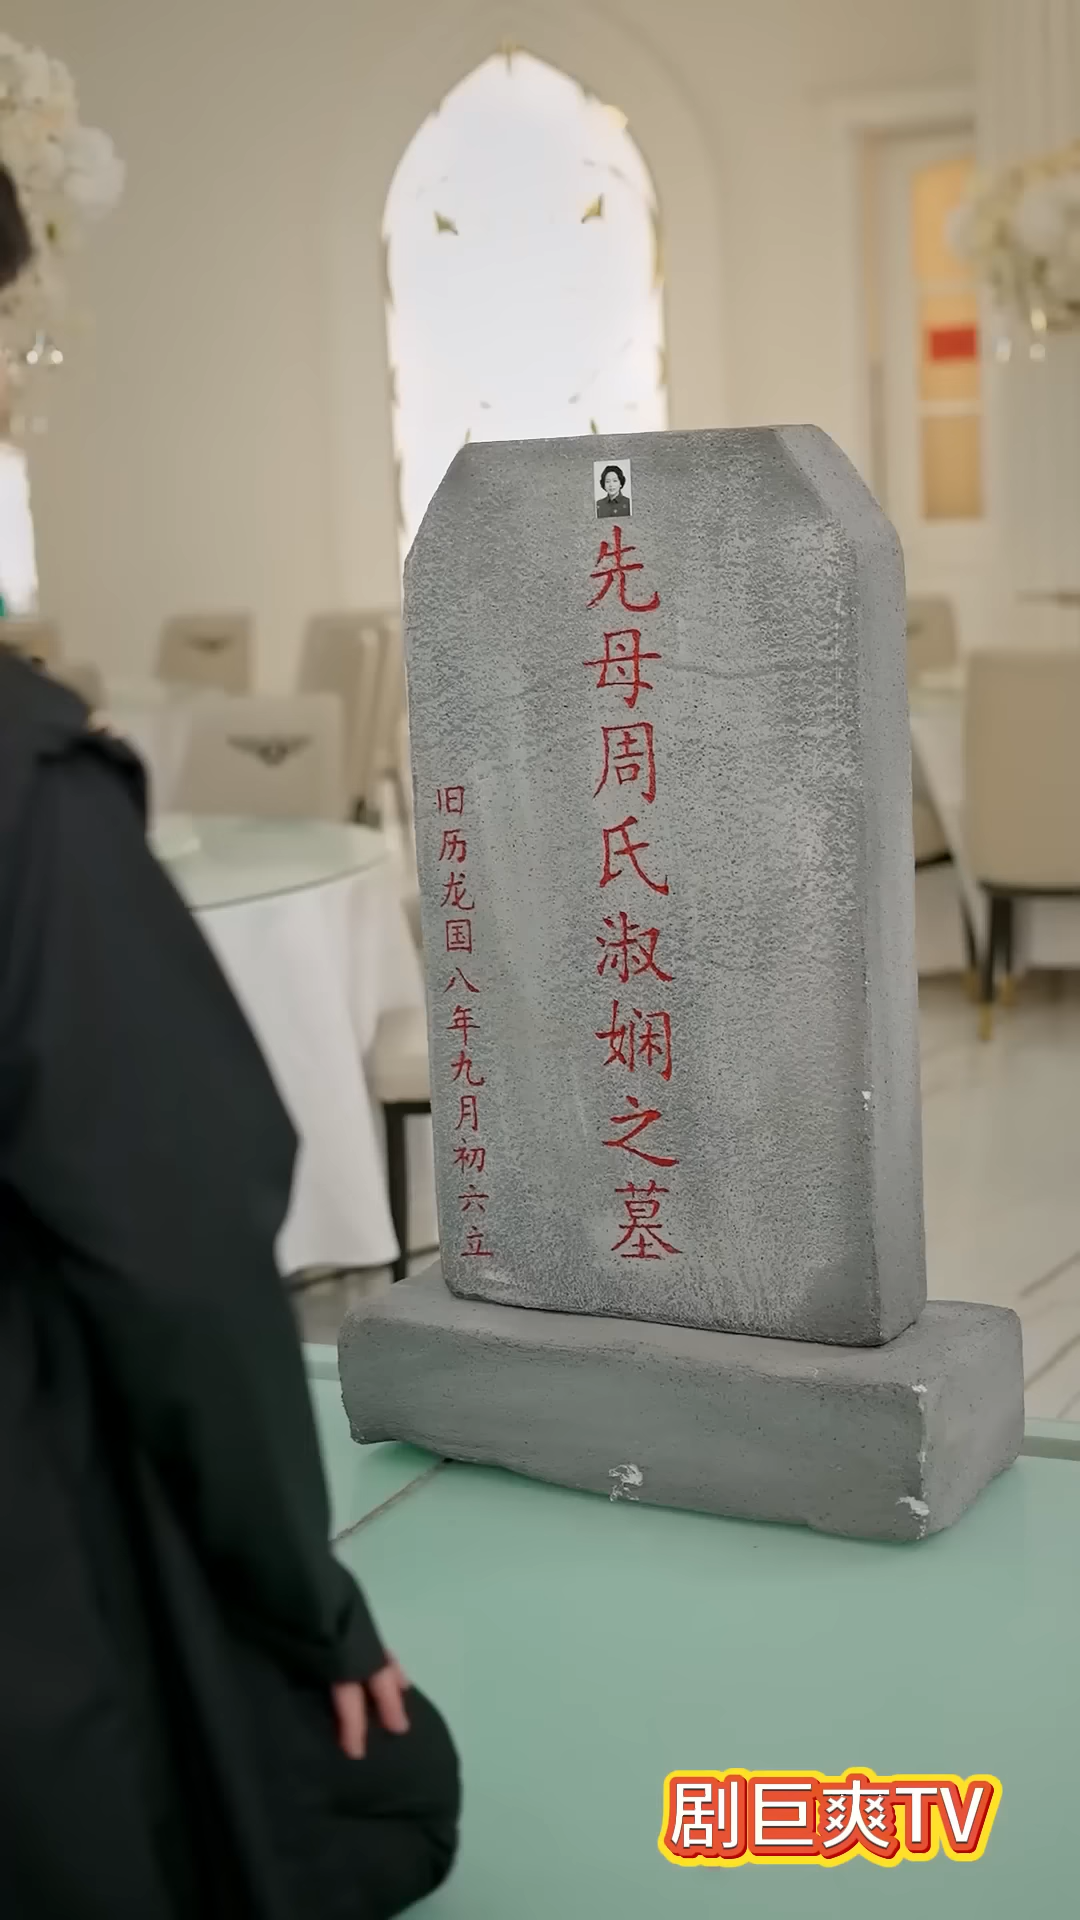 先母周氏淑娴之墓
旧历龙国八年九月初六立
剧巨爽TV